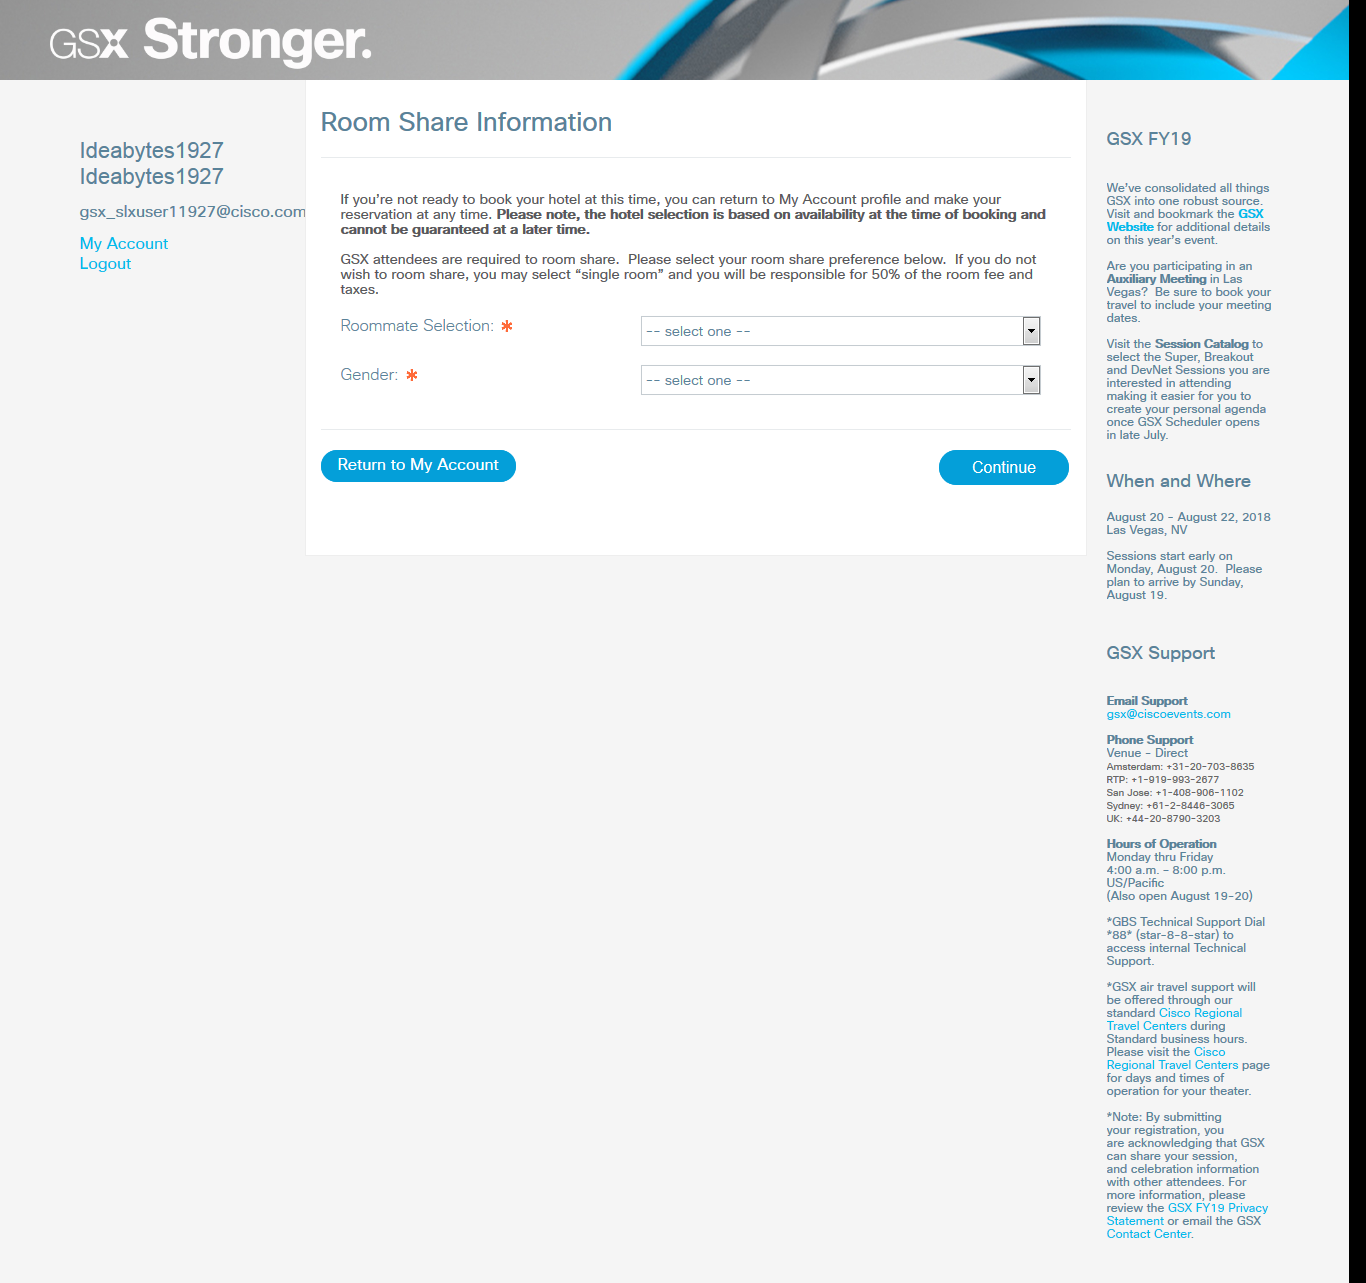 GSX Stronger.
Ideabytes1927
Ideabytes1927
gsx_slxuser11927@cisco.com
My Account
Logout
Room Share Information
If you’re not ready to book your hotel at this time, you can return to My Account profile and make your
reservation at any time. Please note, the hotel selection is based on availability at the time of booking and
cannot be guaranteed at a later time.
GSX attendees are required to room share.  Please select your room share preference below.  If you do not
wish to room share, you may select “single room” and you will be responsible for 50% of the room fee and
taxes.
Roommate Selection: *
-- select one --
Gender: *
-- select one --
Return to My Account
Continue
GSX FY19
We’ve consolidated all things
GSX into one robust source.
Visit and bookmark the GSX
Website for additional details
on this year’s event.
Are you participating in an
Auxiliary Meeting in Las
Vegas?  Be sure to book your
travel to include your meeting
dates.
Visit the Session Catalog to
select the Super, Breakout
and DevNet Sessions you are
interested in attending
making it easier for you to
create your personal agenda
once GSX Scheduler opens
in late July.
When and Where
August 20 - August 22, 2018
Las Vegas, NV
Sessions start early on
Monday, August 20.  Please
plan to arrive by Sunday,
August 19.
GSX Support
Email Support
gsx@ciscoevents.com
Phone Support
Venue - Direct
Amsterdam: +31-20-703-8635
RTP: +1-919-993-2677
San Jose: +1-408-906-1102
Sydney: +61-2-8446-3065
UK: +44-20-8790-3203
Hours of Operation
Monday thru Friday
4:00 a.m. - 8:00 p.m.
US/Pacific
(Also open August 19-20)
*GBS Technical Support Dial
*88* (star-8-8-star) to
access internal Technical
Support.
*GSX air travel support will
be offered through our
standard Cisco Regional
Travel Centers during
Standard business hours.
Please visit the Cisco
Regional Travel Centers page
for days and times of
operation for your theater.
*Note: By submitting
your registration, you
are acknowledging that GSX
can share your session,
and celebration information
with other attendees. For
more information, please
review the GSX FY19 Privacy
Statement or email the GSX
Contact Center.